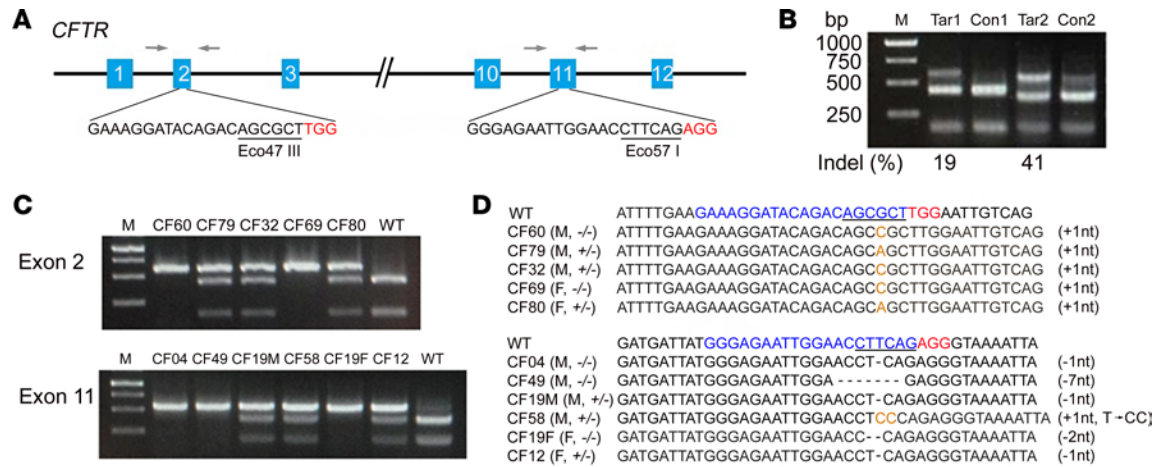 A
CFTR
1 2 3 10 11 12
GAAAGGATACAGACAGCGCTTGG
Eco47 III
GGGAGAATTGGAACCTTCAGAGG
Eco57 I
B
bp M Tar1 Con1 Tar2 Con2
1000
750
500
250
Indel (%) 19 41
C
M CF60 CF79 CF32 CF69 CF80 WT
Exon 2
M CF04 CF49 CF19M CF58 CF19F CF12 WT
Exon 11
D
WT ATTTTGAAGAAAGGATACAGACAGCGCTTGGAATTGTCAG
CF60 (M, -/-) ATTTTGAAGAAAGGATACAGACAGCCGCTTGGAATTGTCAG (+1nt)
CF79 (M, +/-) ATTTTGAAGAAAGGATACAGACAGCAGCTTGGAATTGTCAG (+1nt)
CF32 (M, +/-) ATTTTGAAGAAAGGATACAGACAGCCGCTTGGAATTGTCAG (+1nt)
CF69 (F, -/-) ATTTTGAAGAAAGGATACAGACAGCCGCTTGGAATTGTCAG (+1nt)
CF80 (F, +/-) ATTTTGAAGAAAGGATACAGACAGCAGCTTGGAATTGTCAG (+1nt)
WT GATGATTATGGGAGAATTGGAACCTTCAGAGGGTAAAATTA
CF04 (M, -/-) GATGATTATGGGAGAATTGGAACCT-CAGAGGGTAAAATTA (-1nt)
CF49 (M, -/-) GATGATTATGGGAGAATTGGA-------GAGGGTAAAATTA (-7nt)
CF19M (M, +/-) GATGATTATGGGAGAATTGGAACCT-CAGAGGGTAAAATTA (-1nt)
CF58 (M, +/-) GATGATTATGGGAGAATTGGAACCTCCCAGAGGGTAAAATTA (+1nt, T→CC)
CF19F (F, -/-) GATGATTATGGGAGAATTGGAACC--CAGAGGGTAAAATTA (-2nt)
CF12 (F, +/-) GATGATTATGGGAGAATTGGAACCT-CAGAGGGTAAAATTA (-1nt)